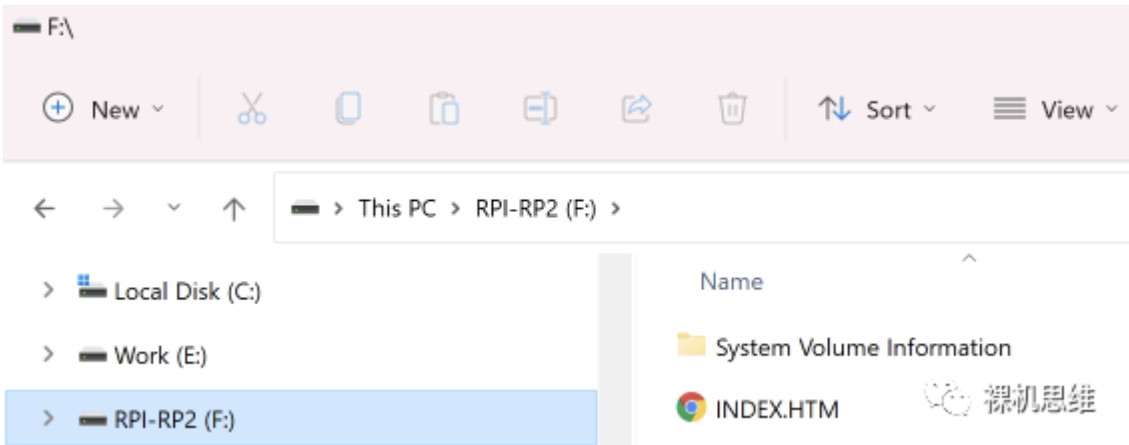 F:\
New Sort View
This PC > RPI-RP2 (F:) >
Local Disk (C:)
Work (E:)
RPI-RP2 (F:)
Name
System Volume Information
INDEX.HTM
裸机思维